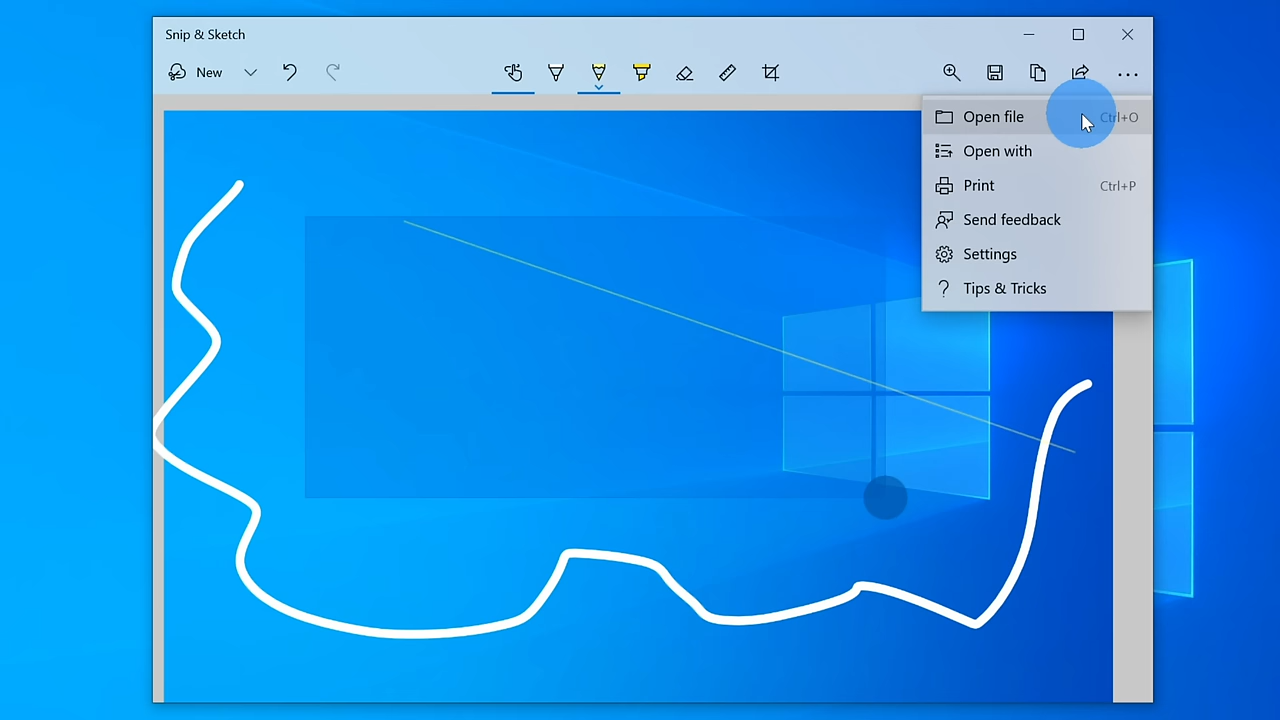 Snip & Sketch
New
Open file Ctrl+O
Open with
Print Ctrl+P
Send feedback
Settings
Tips & Tricks